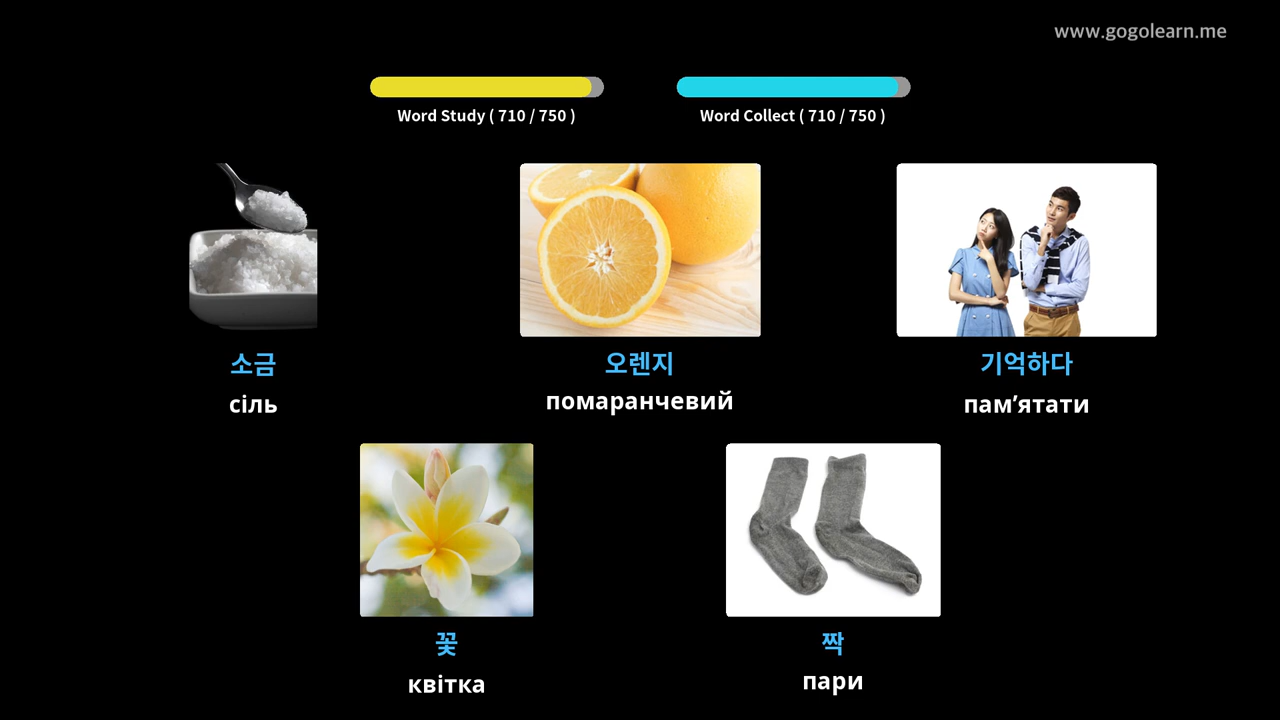 www.gogolearn.me
Word Study ( 710 / 750 )
Word Collect ( 710 / 750 )
소금
오렌지
기억하다
сіль
помаранчевий
пам’ятати
꽃
짝
квітка
пари